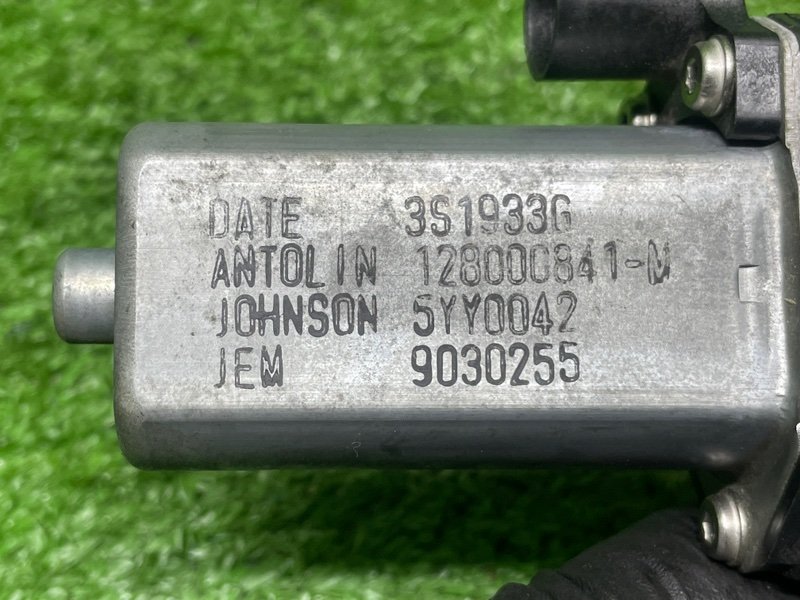 DATE 3S1933G
ANTOLIN 128000841-M
JOHNSON 5YY0042
JEM 9030255